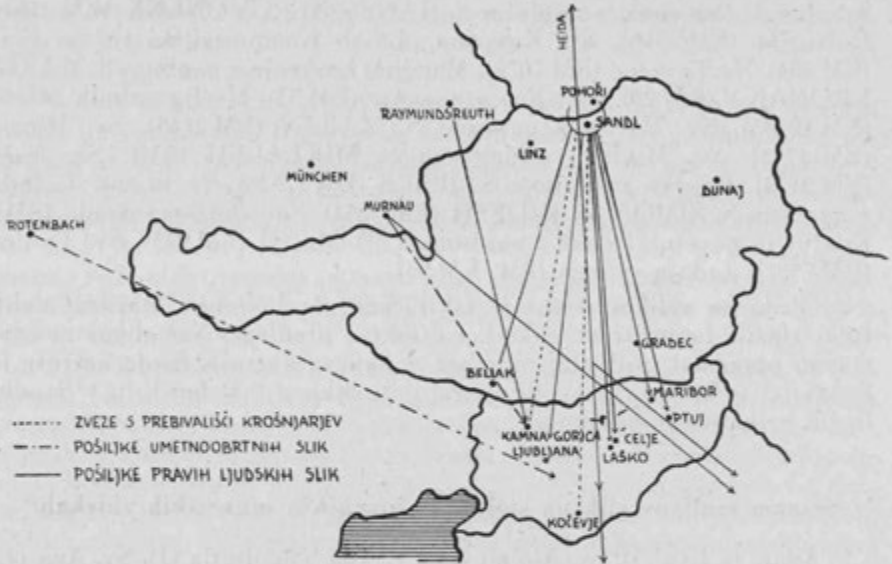 HEIDA
POHOŘI
RAYMUNDSREUTH
SANDL
LINZ
MÜNCHEN
DUNAJ
MURNAU
ROTENBACH
GRADEC
BELJAK
MARIBOR
PTUJ
KAMNA GORICA
CELJE
LJUBLJANA
LAŠKO
KOČEVJE
ZVEZE S PREBIVALIŠČI KROŠNJARJEV
POŠILJKE UMETNOOBRTNIH SLIK
POŠILJKE PRAVIH LJUDSKIH SLIK